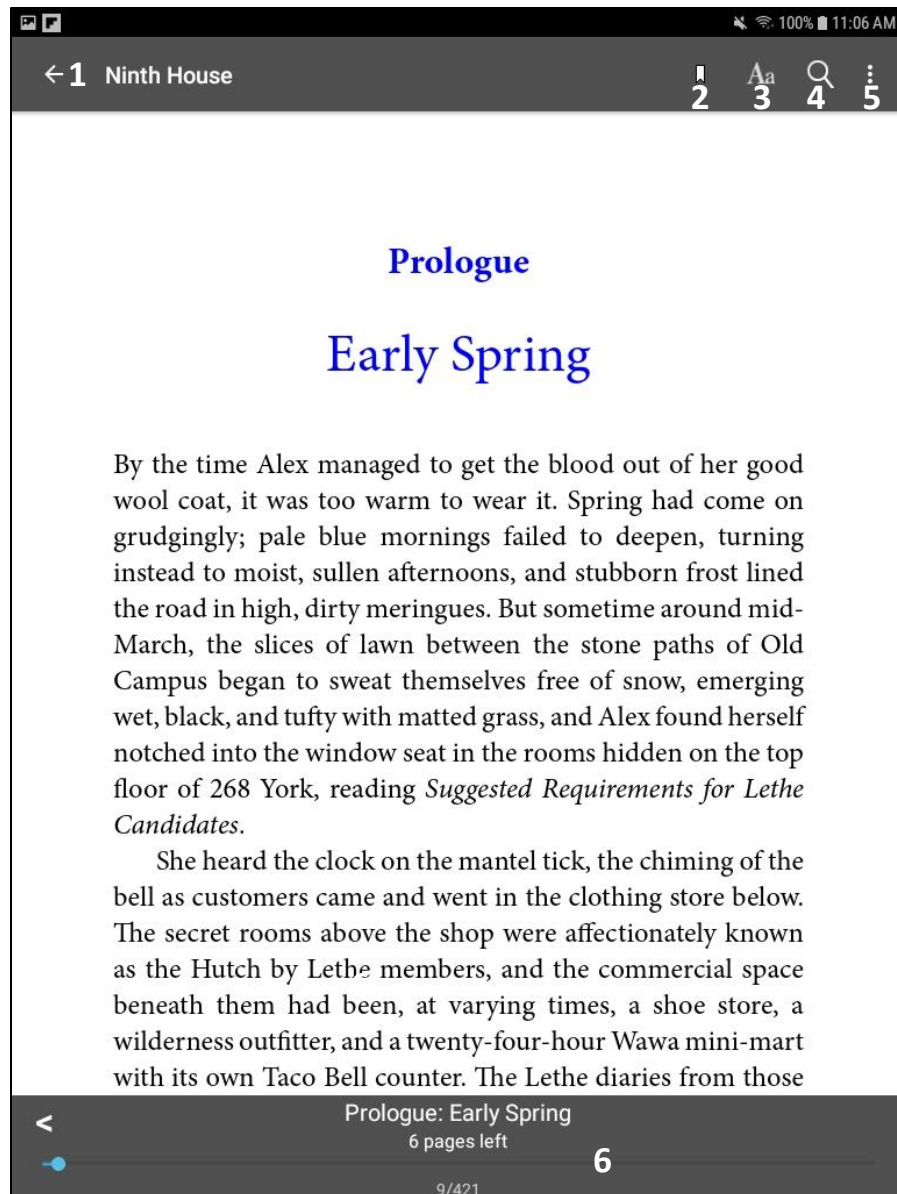 100% 11:06 AM
1 Ninth House
2 Aa 3 4 5
Prologue
Early Spring
By the time Alex managed to get the blood out of her good
wool coat, it was too warm to wear it. Spring had come on
grudgingly; pale blue mornings failed to deepen, turning
instead to moist, sullen afternoons, and stubborn frost lined
the road in high, dirty meringues. But sometime around mid-
March, the slices of lawn between the stone paths of Old
Campus began to sweat themselves free of snow, emerging
wet, black, and tufty with matted grass, and Alex found herself
notched into the window seat in the rooms hidden on the top
floor of 268 York, reading Suggested Requirements for Lethe
Candidates.
She heard the clock on the mantel tick, the chiming of the
bell as customers came and went in the clothing store below.
The secret rooms above the shop were affectionately known
as the Hutch by Lethe members, and the commercial space
beneath them had been, at varying times, a shoe store, a
wilderness outfitter, and a twenty-four-hour Wawa mini-mart
with its own Taco Bell counter. The Lethe diaries from those
< Prologue: Early Spring
6 pages left
6
9/421